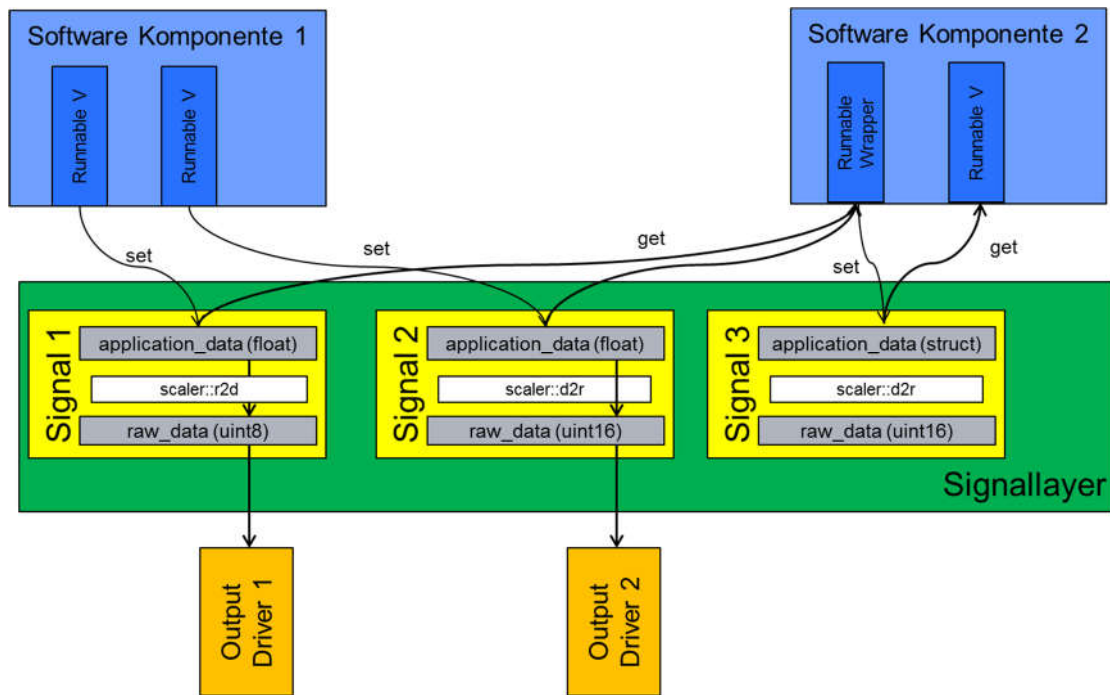 Software Komponente 1
Runnable V
Runnable V
Software Komponente 2
Runnable
Wrapper
Runnable V
set
set
get
set
get
Signal 1
application_data (float)
scaler::r2d
raw_data (uint8)
Signal 2
application_data (float)
scaler::d2r
raw_data (uint16)
Signal 3
application_data (struct)
scaler::d2r
raw_data (uint16)
Signallayer
Output
Driver 1
Output
Driver 2